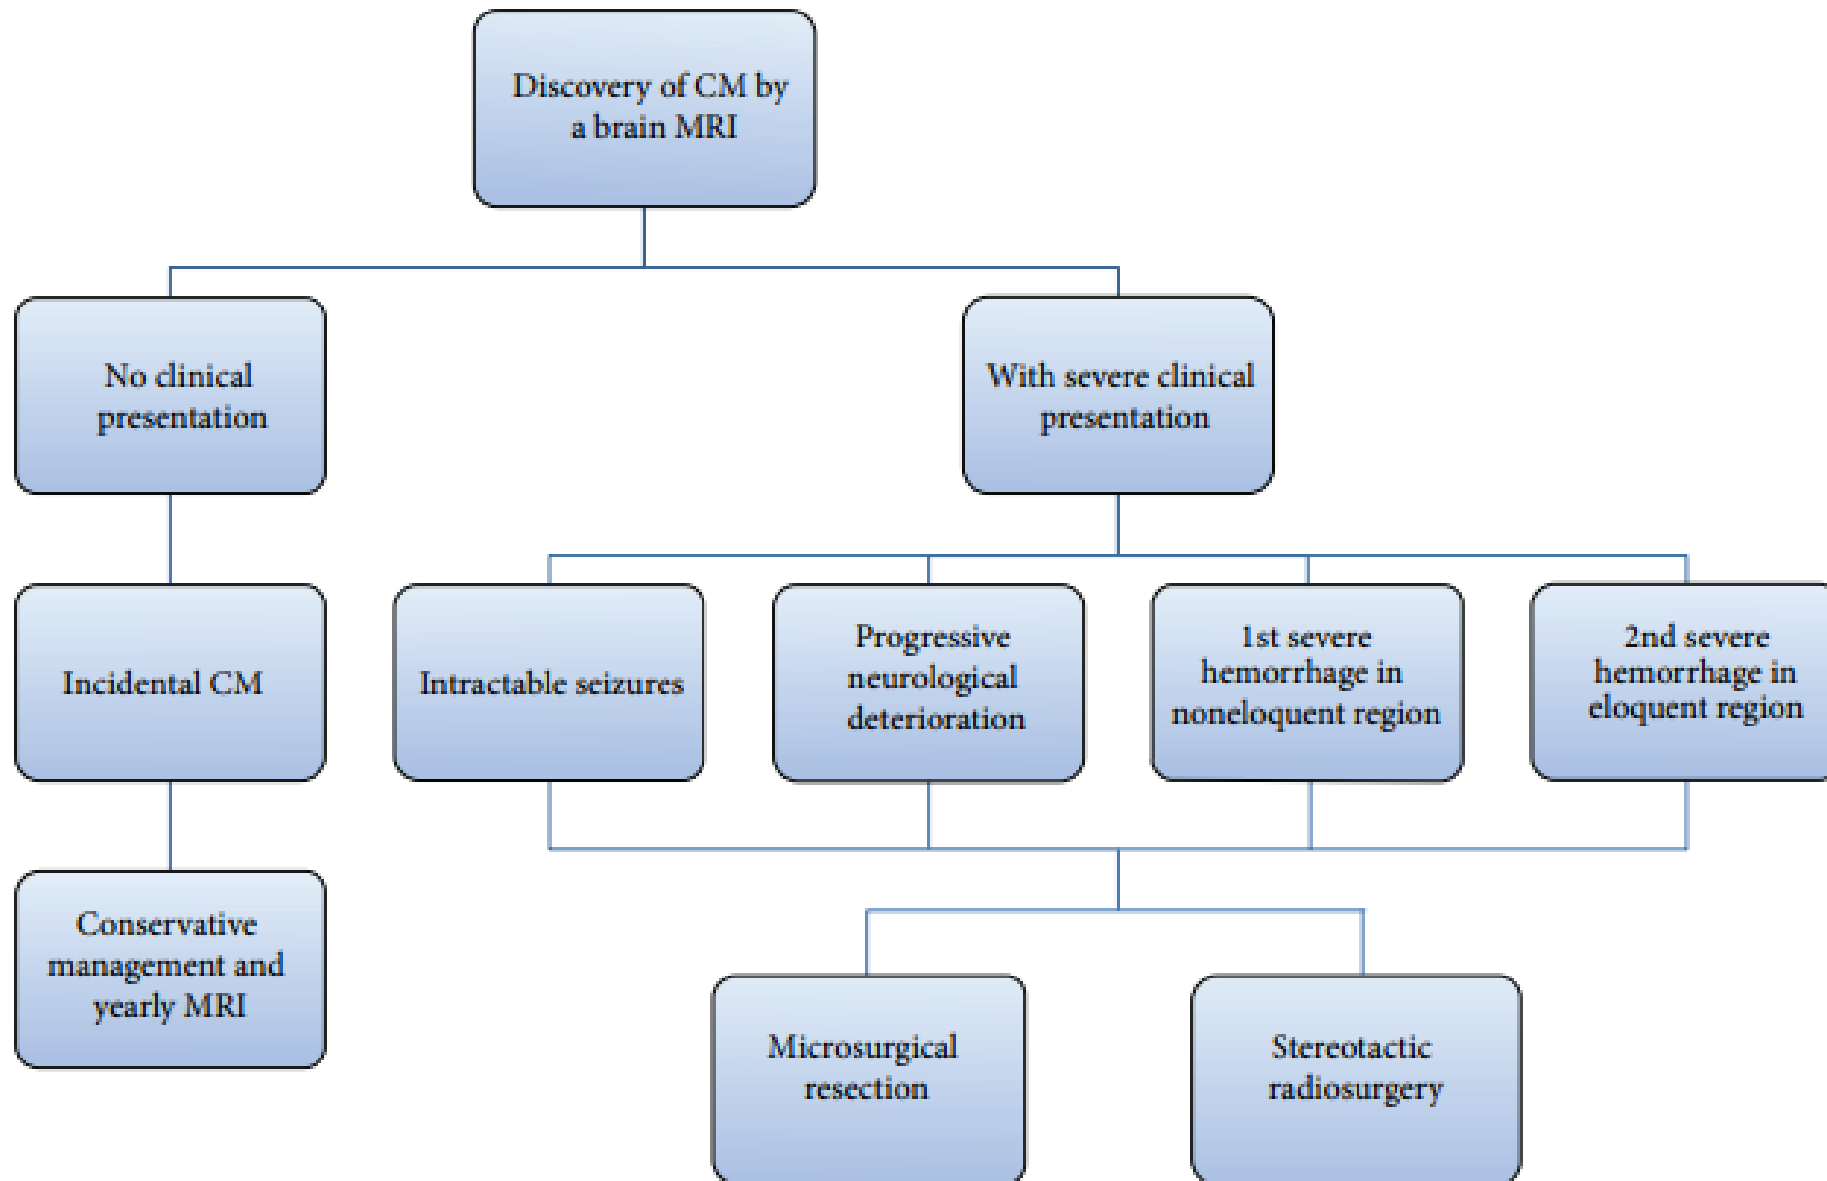 Discovery of CM by
a brain MRI
No clinical
presentation
With severe clinical
presentation
Incidental CM
Intractable seizures
Progressive
neurological
deterioration
1st severe
hemorrhage in
noneloquent region
2nd severe
hemorrhage in
eloquent region
Conservative
management and
yearly MRI
Microsurgical
resection
Stereotactic
radiosurgery